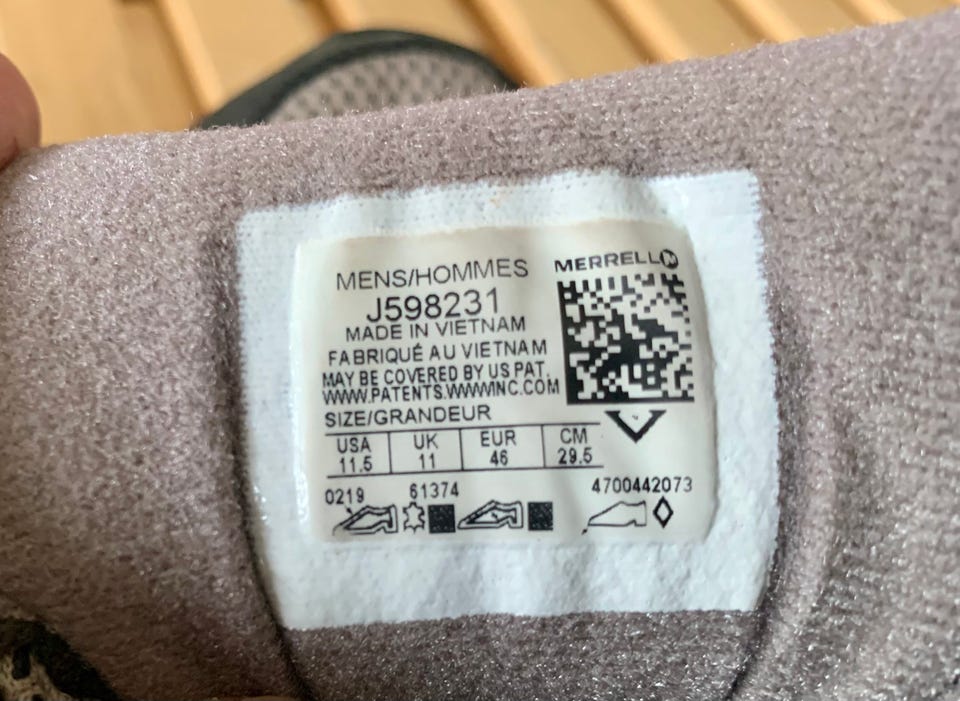 MENS/HOMMES
J598231
MADE IN VIETNAM
FABRIQUÉ AU VIETNAM
MAY BE COVERED BY US PAT.
WWW.PATENTS.WWWINC.COM
SIZE/GRANDEUR
USA UK EUR CM
11.5 11 46 29.5
0219 61374
MERRELL
4700442073